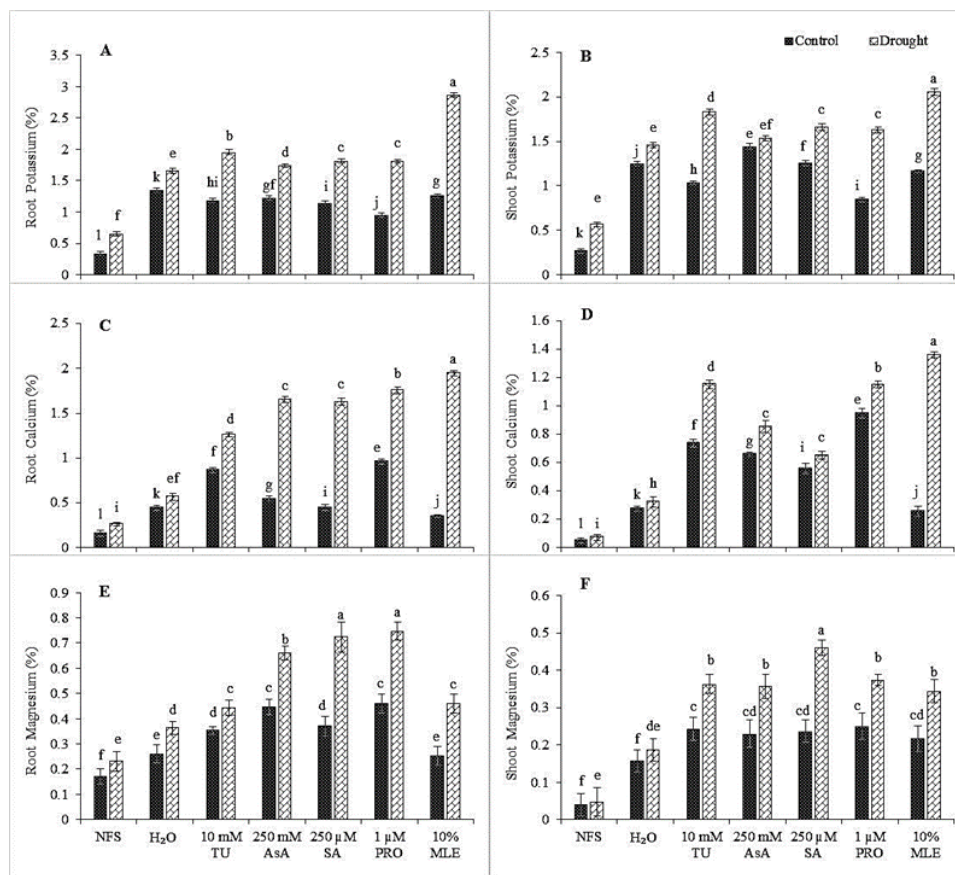 A
Root Potassium (%)
3.5
3
2.5
2
1.5
1
0.5
0
l f k e hi b gf d i c j c g a
B
Control Drought
Shoot Potassium (%)
2.5
2
1.5
1
0.5
0
k e j e h d e ef f c i c g a
C
Root Calcium (%)
2.5
2
1.5
1
0.5
0
l i k ef f d g c i c e b j a
D
Shoot Calcium (%)
1.6
1.4
1.2
1
0.8
0.6
0.4
0.2
0
l i k h f d g c i c e b j a
E
Root Magnesium (%)
0.9
0.8
0.7
0.6
0.5
0.4
0.3
0.2
0.1
0
f e e d d c c b d a c a e c
NFS H₂O 10 mM 250 mM 250 µM 1 µM 10%
TU AsA SA PRO MLE
F
Shoot Magnesium (%)
0.6
0.5
0.4
0.3
0.2
0.1
0
f e f de c b cd b cd a c b cd b
NFS H₂O 10 mM 250 mM 250 µM 1 µM 10%
TU AsA SA PRO MLE